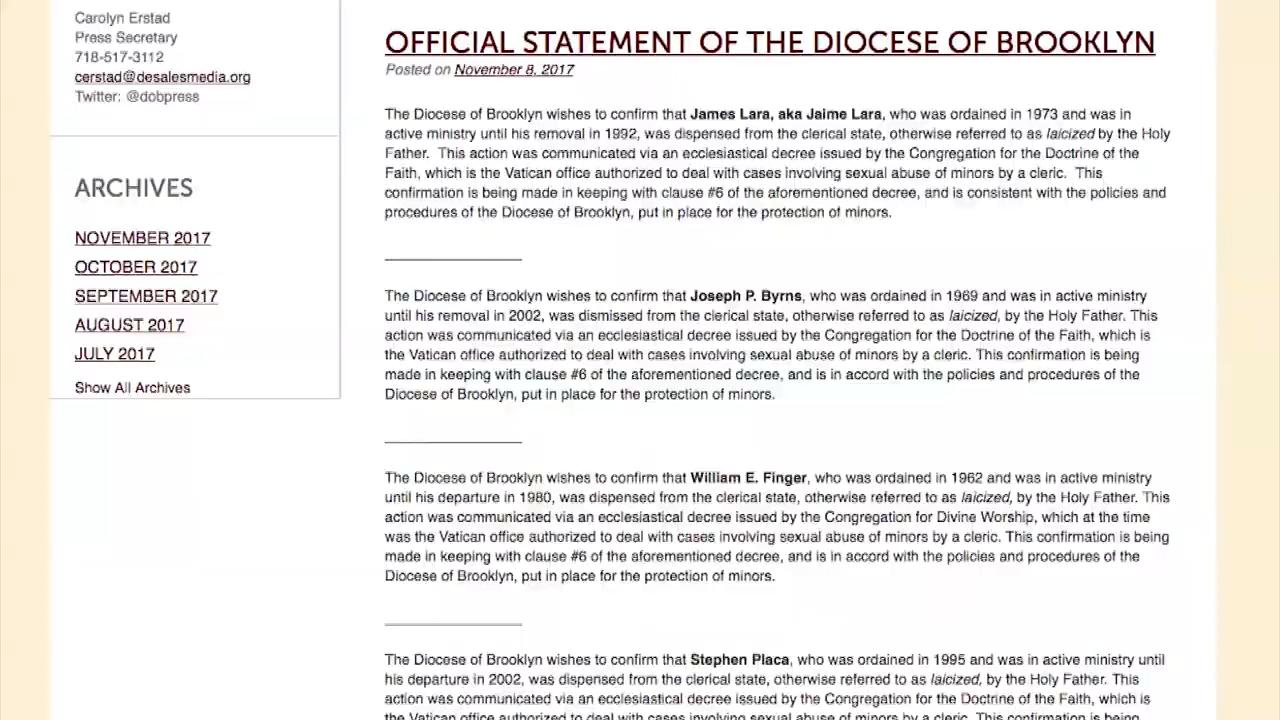 Carolyn Erstad
Press Secretary
718-517-3112
cerstad@desalesmedia.org
Twitter: @dobpress
ARCHIVES
NOVEMBER 2017
OCTOBER 2017
SEPTEMBER 2017
AUGUST 2017
JULY 2017
Show All Archives
OFFICIAL STATEMENT OF THE DIOCESE OF BROOKLYN
Posted on November 8, 2017
The Diocese of Brooklyn wishes to confirm that James Lara, aka Jaime Lara, who was ordained in 1973 and was in
active ministry until his removal in 1992, was dispensed from the clerical state, otherwise referred to as laicized by the Holy
Father. This action was communicated via an ecclesiastical decree issued by the Congregation for the Doctrine of the
Faith, which is the Vatican office authorized to deal with cases involving sexual abuse of minors by a cleric. This
confirmation is being made in keeping with clause #6 of the aforementioned decree, and is consistent with the policies and
procedures of the Diocese of Brooklyn, put in place for the protection of minors.
The Diocese of Brooklyn wishes to confirm that Joseph P. Byrns, who was ordained in 1969 and was in active ministry
until his removal in 2002, was dismissed from the clerical state, otherwise referred to as laicized, by the Holy Father. This
action was communicated via an ecclesiastical decree issued by the Congregation for the Doctrine of the Faith, which is
the Vatican office authorized to deal with cases involving sexual abuse of minors by a cleric. This confirmation is being
made in keeping with clause #6 of the aforementioned decree, and is in accord with the policies and procedures of the
Diocese of Brooklyn, put in place for the protection of minors.
The Diocese of Brooklyn wishes to confirm that William E. Finger, who was ordained in 1962 and was in active ministry
until his departure in 1980, was dispensed from the clerical state, otherwise referred to as laicized, by the Holy Father. This
action was communicated via an ecclesiastical decree issued by the Congregation for Divine Worship, which at the time
was the Vatican office authorized to deal with cases involving sexual abuse of minors by a cleric. This confirmation is being
made in keeping with clause #6 of the aforementioned decree, and is in accord with the policies and procedures of the
Diocese of Brooklyn, put in place for the protection of minors.
The Diocese of Brooklyn wishes to confirm that Stephen Placa, who was ordained in 1995 and was in active ministry until
his departure in 2002, was dispensed from the clerical state, otherwise referred to as laicized, by the Holy Father. This
action was communicated via an ecclesiastical decree issued by the Congregation for the Doctrine of the Faith, which is
the Vatican office authorized to deal with cases involving sexual abuse of minors by a cleric. This confirmation is being